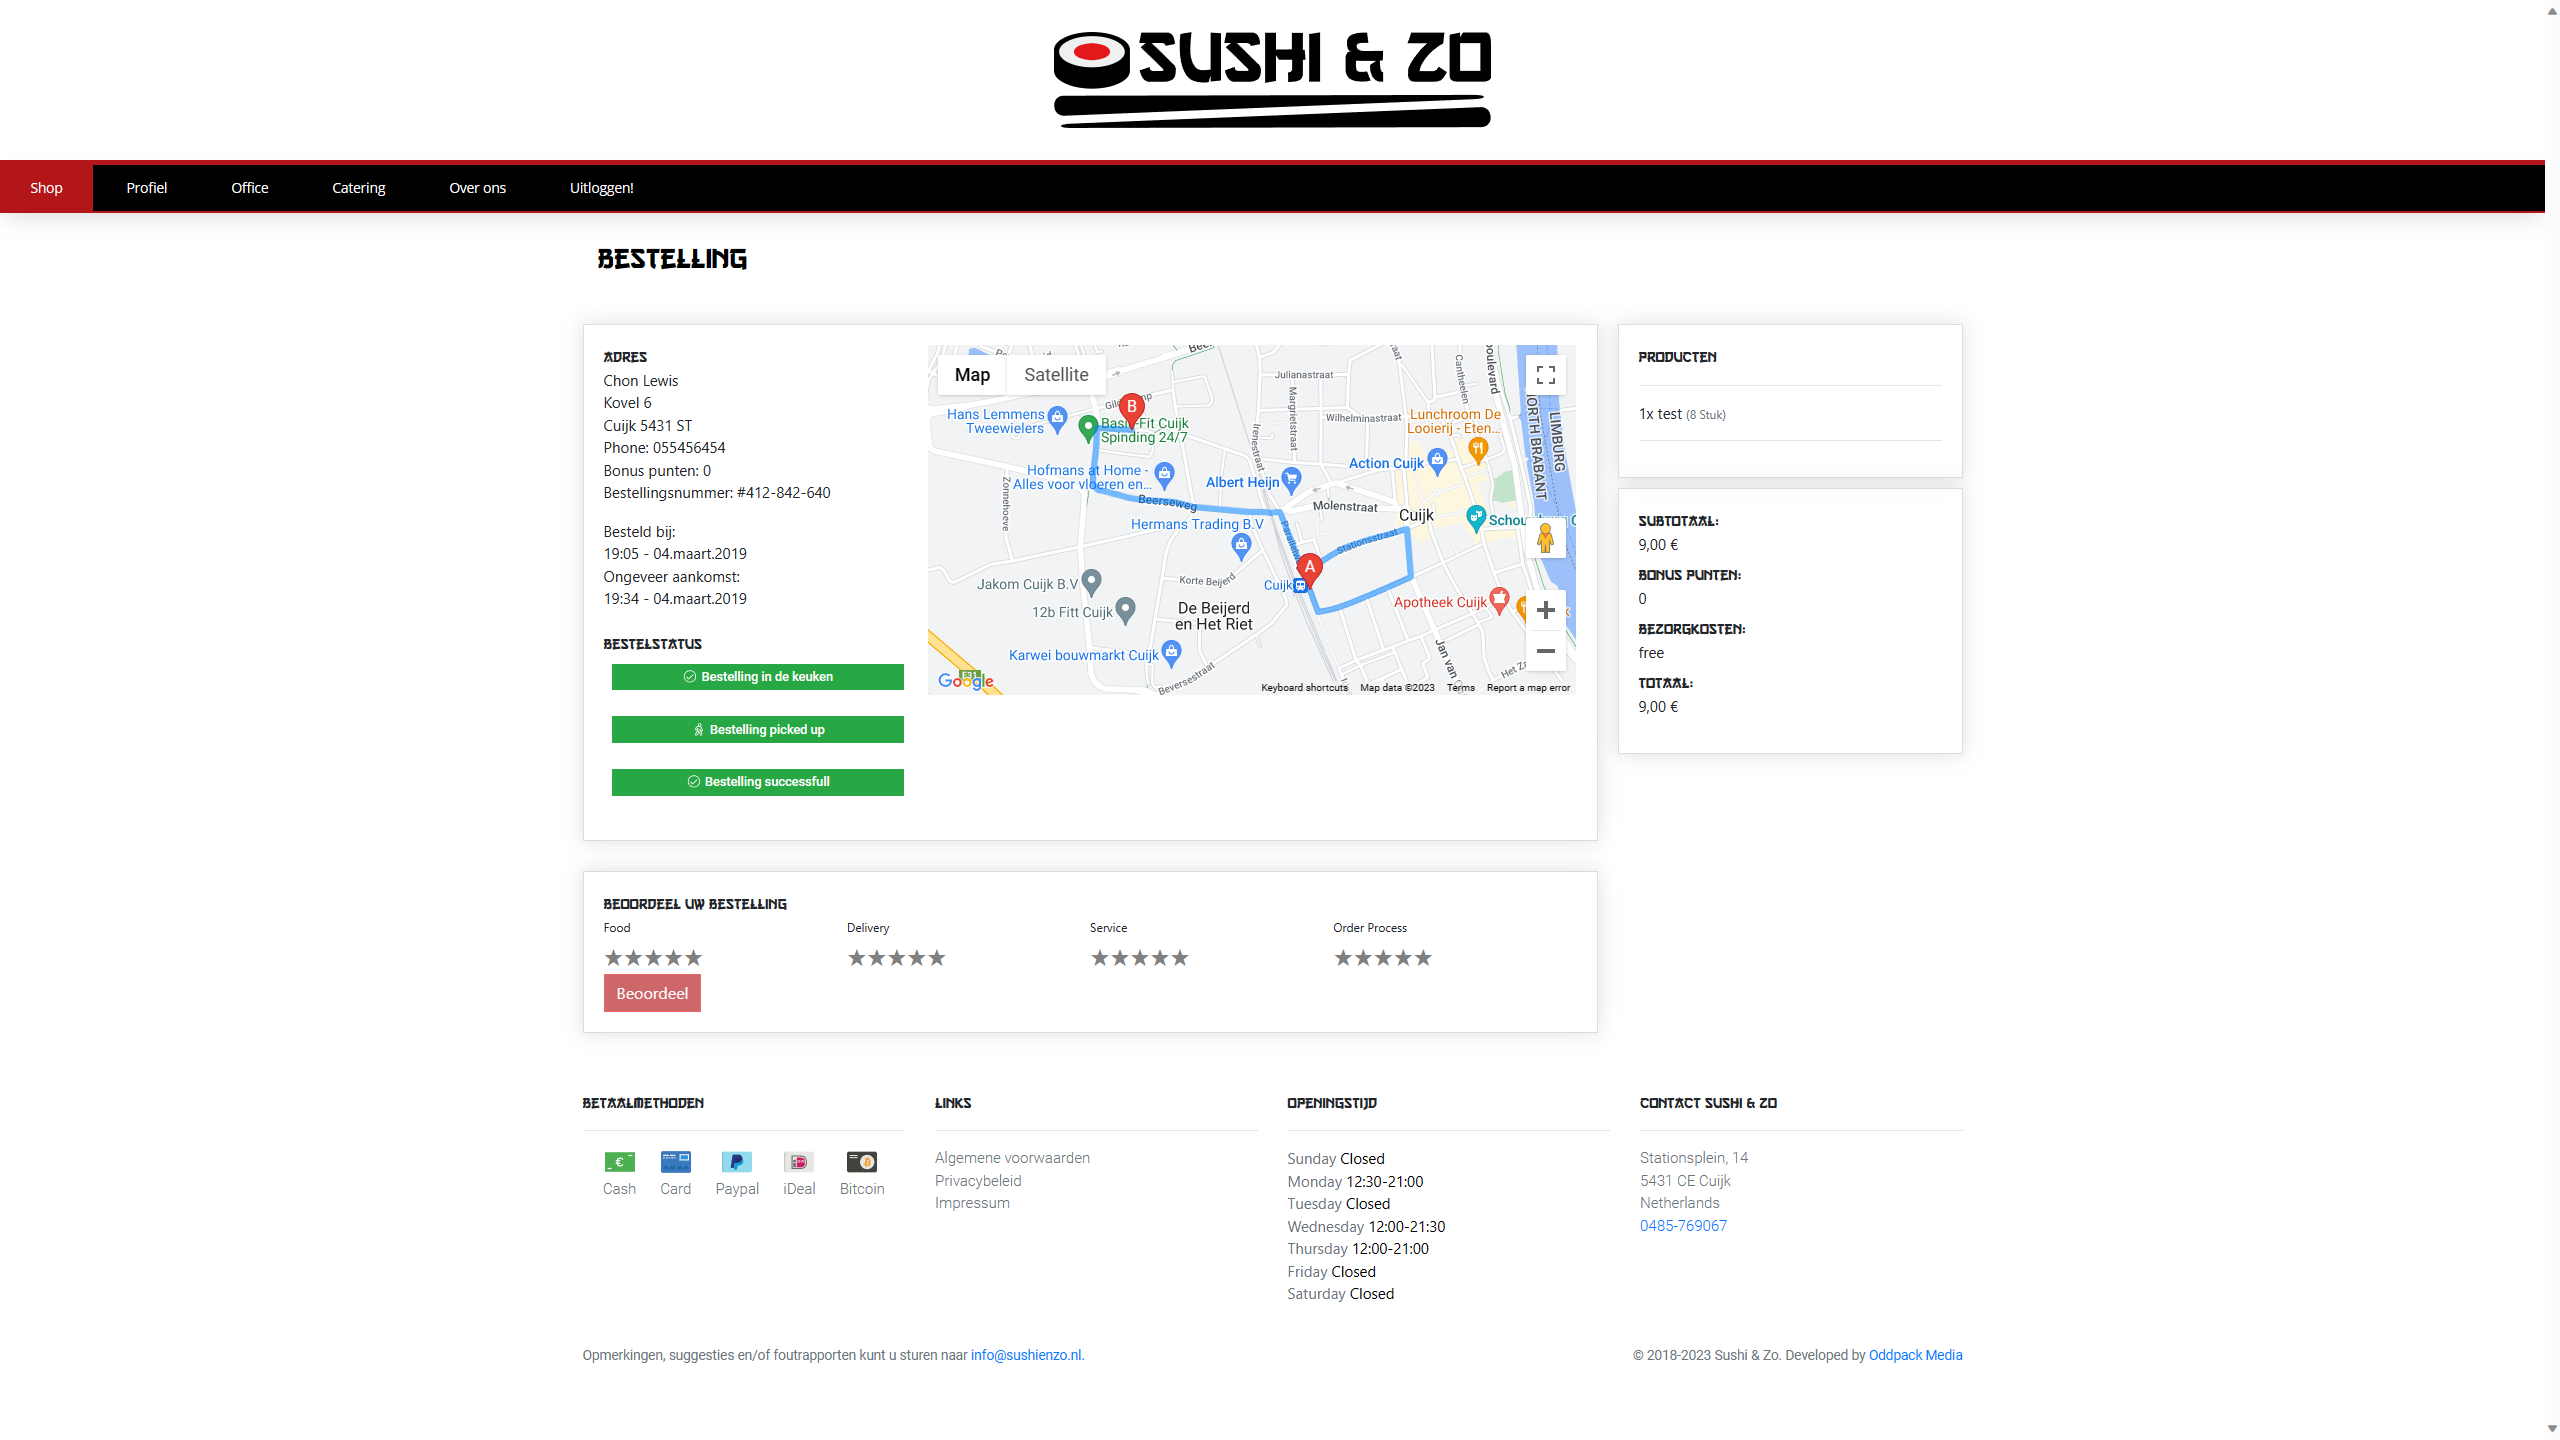 SUSHI & ZO
Shop
Profiel
Office
Catering
Over ons
Uitloggen!
BESTELLING
ADRES
Chon Lewis
Kovel 6
Cuijk 5431 ST
Phone: 055456454
Bonus punten: 0
Bestellingsnummer: #412-842-640
Besteld bij:
19:05 - 04.maart.2019
Ongeveer aankomst:
19:34 - 04.maart.2019
BESTELSTATUS
Bestelling in de keuken
Bestelling picked up
Bestelling successfull
Map
Satellite
Julianastraat
Hans Lemmens
Tweewielers
B
Basic-Fit Cuijk
Spinding 24/7
Margrietstraat
Irenestraat
Wilhelminastraat
Cantheelen
Lunchroom De
Looierij - Eten...
NORTH BRABANT
LIMBURG
Hofmans at Home -
Alles voor vloeren en...
Zonnehoeve
Albert Heijn
Action Cuijk
Beerseweg
Molenstraat
Cuijk
Hermans Trading B.V
Stationsstraat
A
Cuijk
Jakom Cuijk B.V
Korte Beijerd
12b Fitt Cuijk
De Beijerd
en Het Riet
Apotheek Cuijk
Karwei bouwmarkt Cuijk
Beversestraat
E31
Google
Keyboard shortcuts
Map data ©2023
Terms
Report a map error
PRODUCTEN
1x test (8 Stuk)
SUBTOTAAL:
9,00 €
BONUS PUNTEN:
0
BEZORGKOSTEN:
free
TOTAAL:
9,00 €
BEOORDEEL UW BESTELLING
Food
Delivery
Service
Order Process
Beoordeel
BETAALMETHODEN
Cash
Card
Paypal
iDeal
Bitcoin
LINKS
Algemene voorwaarden
Privacybeleid
Impressum
OPENINGSTIJD
Sunday Closed
Monday 12:30-21:00
Tuesday Closed
Wednesday 12:00-21:30
Thursday 12:00-21:00
Friday Closed
Saturday Closed
CONTACT SUSHI & ZO
Stationsplein, 14
5431 CE Cuijk
Netherlands
0485-769067
Opmerkingen, suggesties en/of foutrapporten kunt u sturen naar info@sushienzo.nl.
© 2018-2023 Sushi & Zo. Developed by Oddpack Media